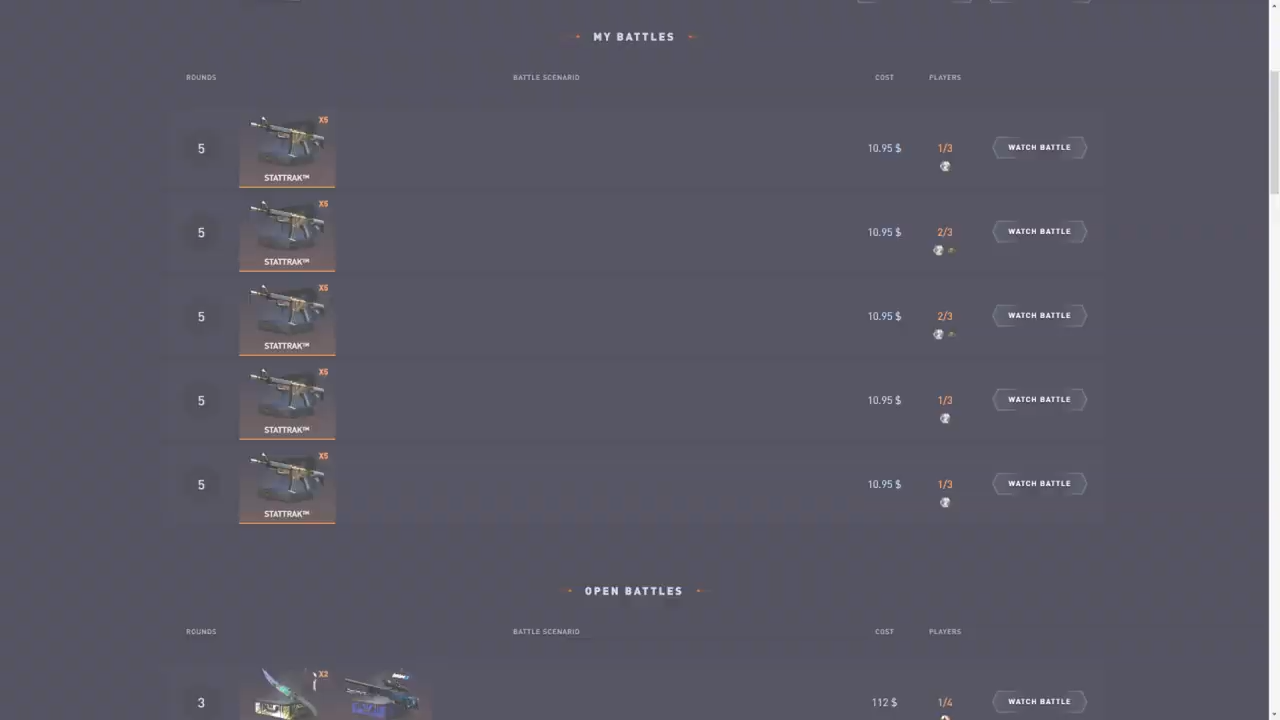 MY BATTLES
ROUNDS BATTLE SCENARIO COST PLAYERS
X5
5 10.95 $ 1/3 WATCH BATTLE
STATTRAK™
X5
5 10.95 $ 2/3 WATCH BATTLE
STATTRAK™
X5
5 10.95 $ 2/3 WATCH BATTLE
STATTRAK™
X5
5 10.95 $ 1/3 WATCH BATTLE
STATTRAK™
X5
5 10.95 $ 1/3 WATCH BATTLE
STATTRAK™
OPEN BATTLES
ROUNDS BATTLE SCENARIO COST PLAYERS
X2
3 112 $ 1/4 WATCH BATTLE